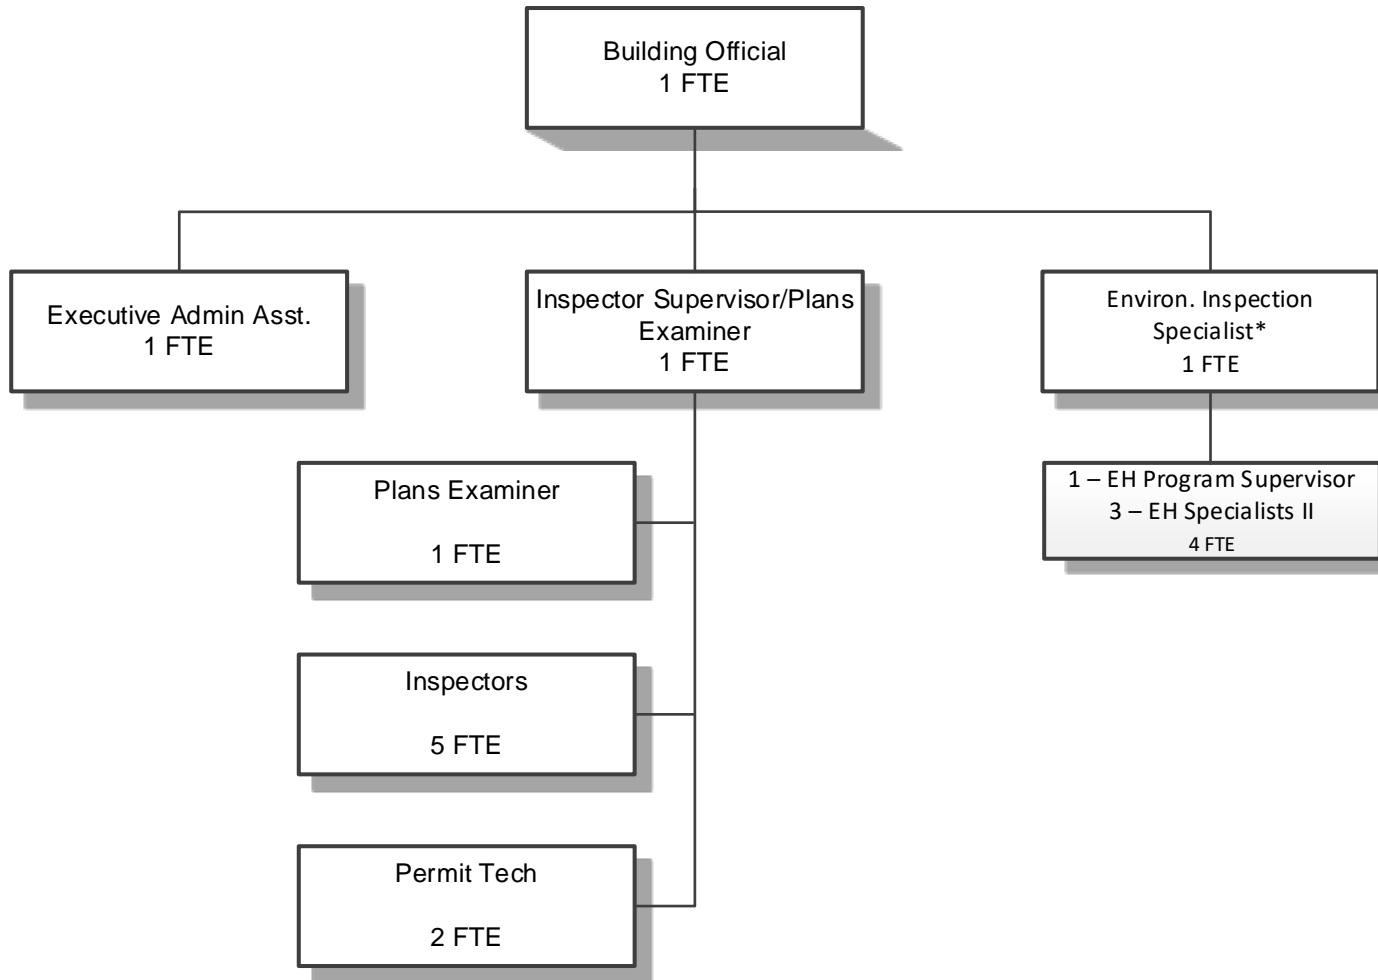 Building Official
1 FTE
Executive Admin Asst.
1 FTE
Inspector Supervisor/Plans
Examiner
1 FTE
Environ. Inspection
Specialist*
1 FTE
Plans Examiner
1 FTE
1 – EH Program Supervisor
3 – EH Specialists II
4 FTE
Inspectors
5 FTE
Permit Tech
2 FTE